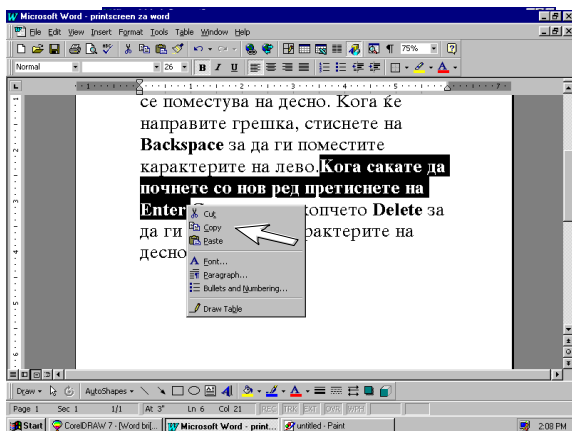 Microsoft Word - printscreen za word
File Edit View Insert Format Tools Table Window Help
75%
Normal 26 B I U
се поместува на десно. Кога ќе
направите грешка, стиснете на
Backspace за да ги поместите
карактерите на лево. Кога сакате да
почнете со нов ред претиснете на
Enter. копчето Delete за
да ги рактерите на
десно
Cut
Copy
Paste
Font...
Paragraph...
Bullets and Numbering...
Draw Table
Draw AutoShapes
Page 1 Sec 1 1/1 At 3" Ln 6 Col 21 REC TRK EXT OVR WPH
Start CorelDRAW 7 - [Word bri[... Microsoft Word - print... untitled - Paint 2:08 PM